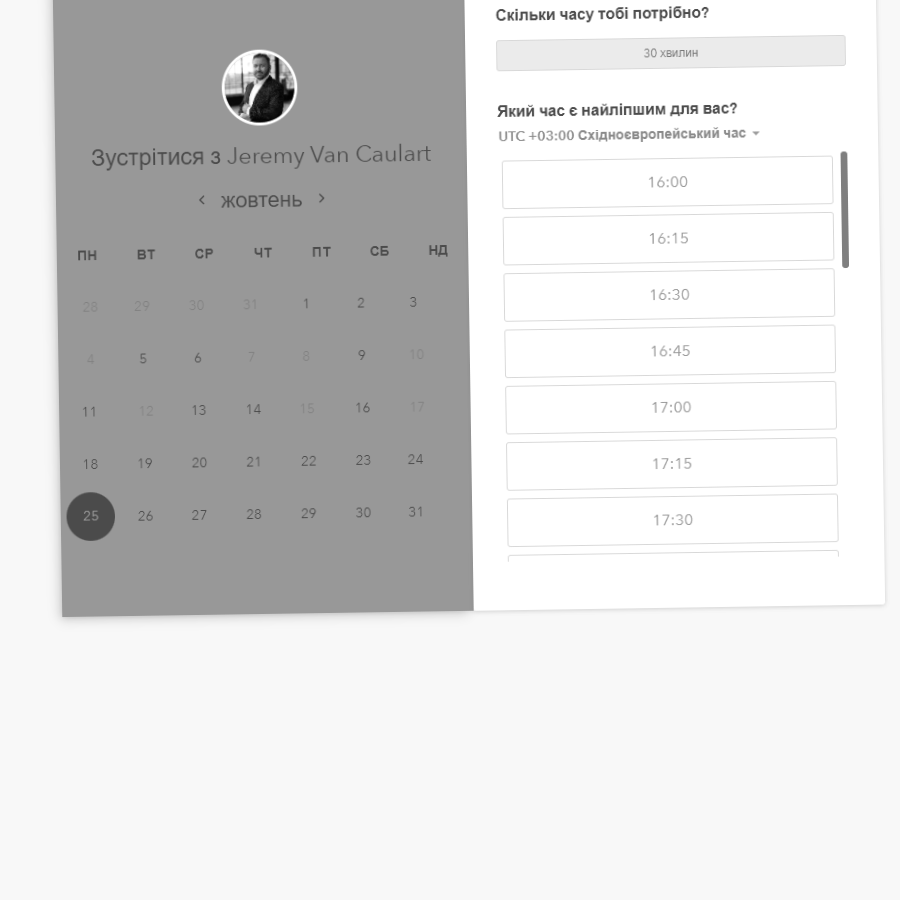 Зустрітися з Jeremy Van Caulart
жовтень
ПН ВТ СР ЧТ ПТ СБ НД
28 29 30 31 1 2 3
4 5 6 7 8 9 10
11 12 13 14 15 16 17
18 19 20 21 22 23 24
25 26 27 28 29 30 31
Скільки часу тобі потрібно?
30 хвилин
Який час є найліпшим для вас?
UTC +03:00 Східноєвропейський час
16:00
16:15
16:30
16:45
17:00
17:15
17:30